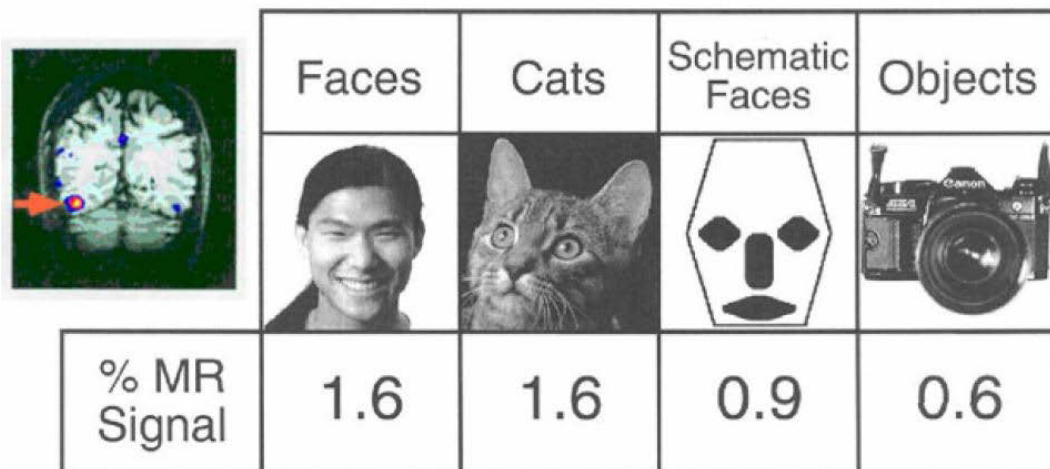 Faces
Cats
Schematic
Faces
Objects
Canon
% MR
Signal
1.6
1.6
0.9
0.6